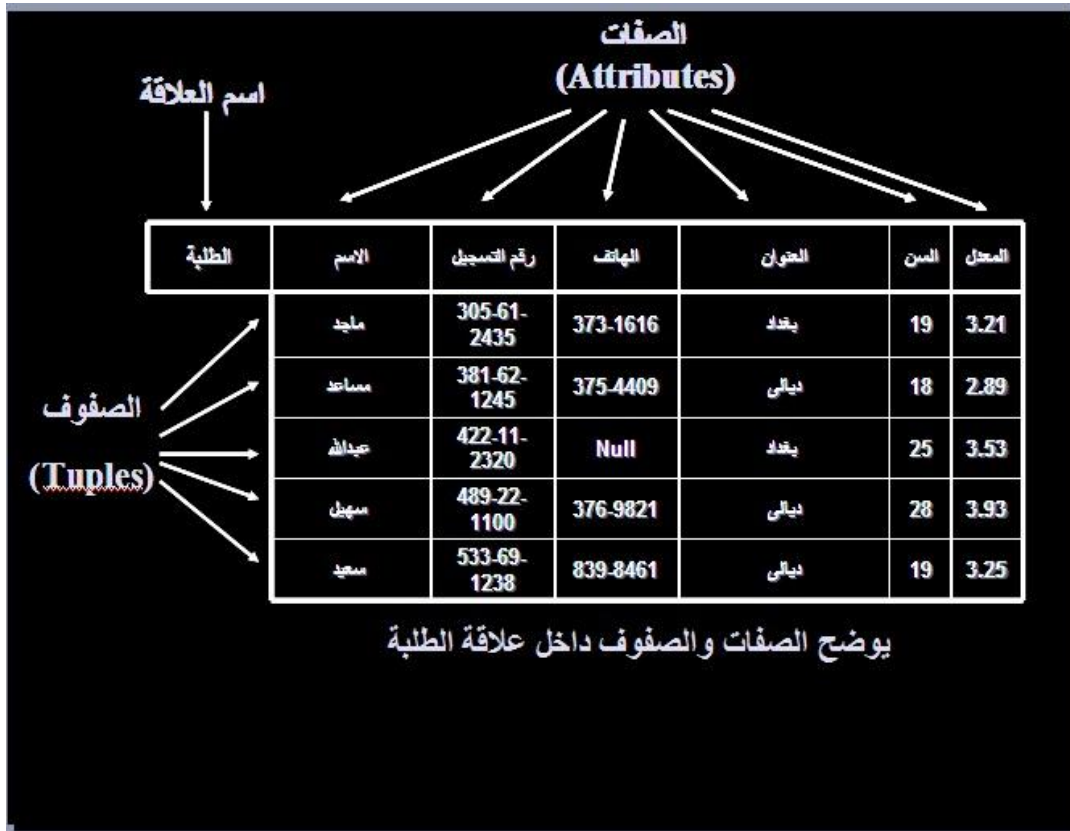 الصفات
(Attributes)
اسم العلاقة
الطلبة الاسم رقم التسجيل الهاتف العنوان السن المعدل
ماجد 305-61-2435 373-1616 بغداد 19 3.21
مساعد 381-62-1245 375-4409 ديالى 18 2.89
عبدالله 422-11-2320 Null بغداد 25 3.53
سهيل 489-22-1100 376-9821 ديالى 28 3.93
سعيد 533-69-1238 839-8461 ديالى 19 3.25
الصفوف
(Tuples)
يوضح الصفات والصفوف داخل علاقة الطلبة